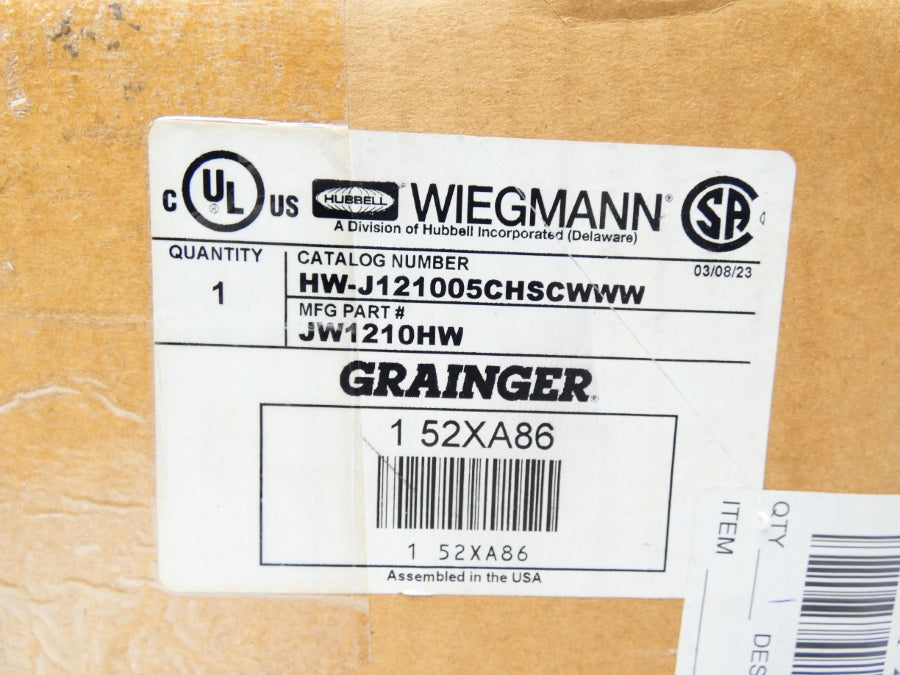 C UL ® US HUBBELL WIEGMANN® SA
A Division of Hubbell Incorporated (Delaware)
03/08/23
QUANTITY
1
CATALOG NUMBER
HW-J121005CHSCWWW
MFG PART #
JW1210HW
GRAINGER®
1 52XA86
1 52XA86
Assembled in the USA
QTY
ITEM
DES